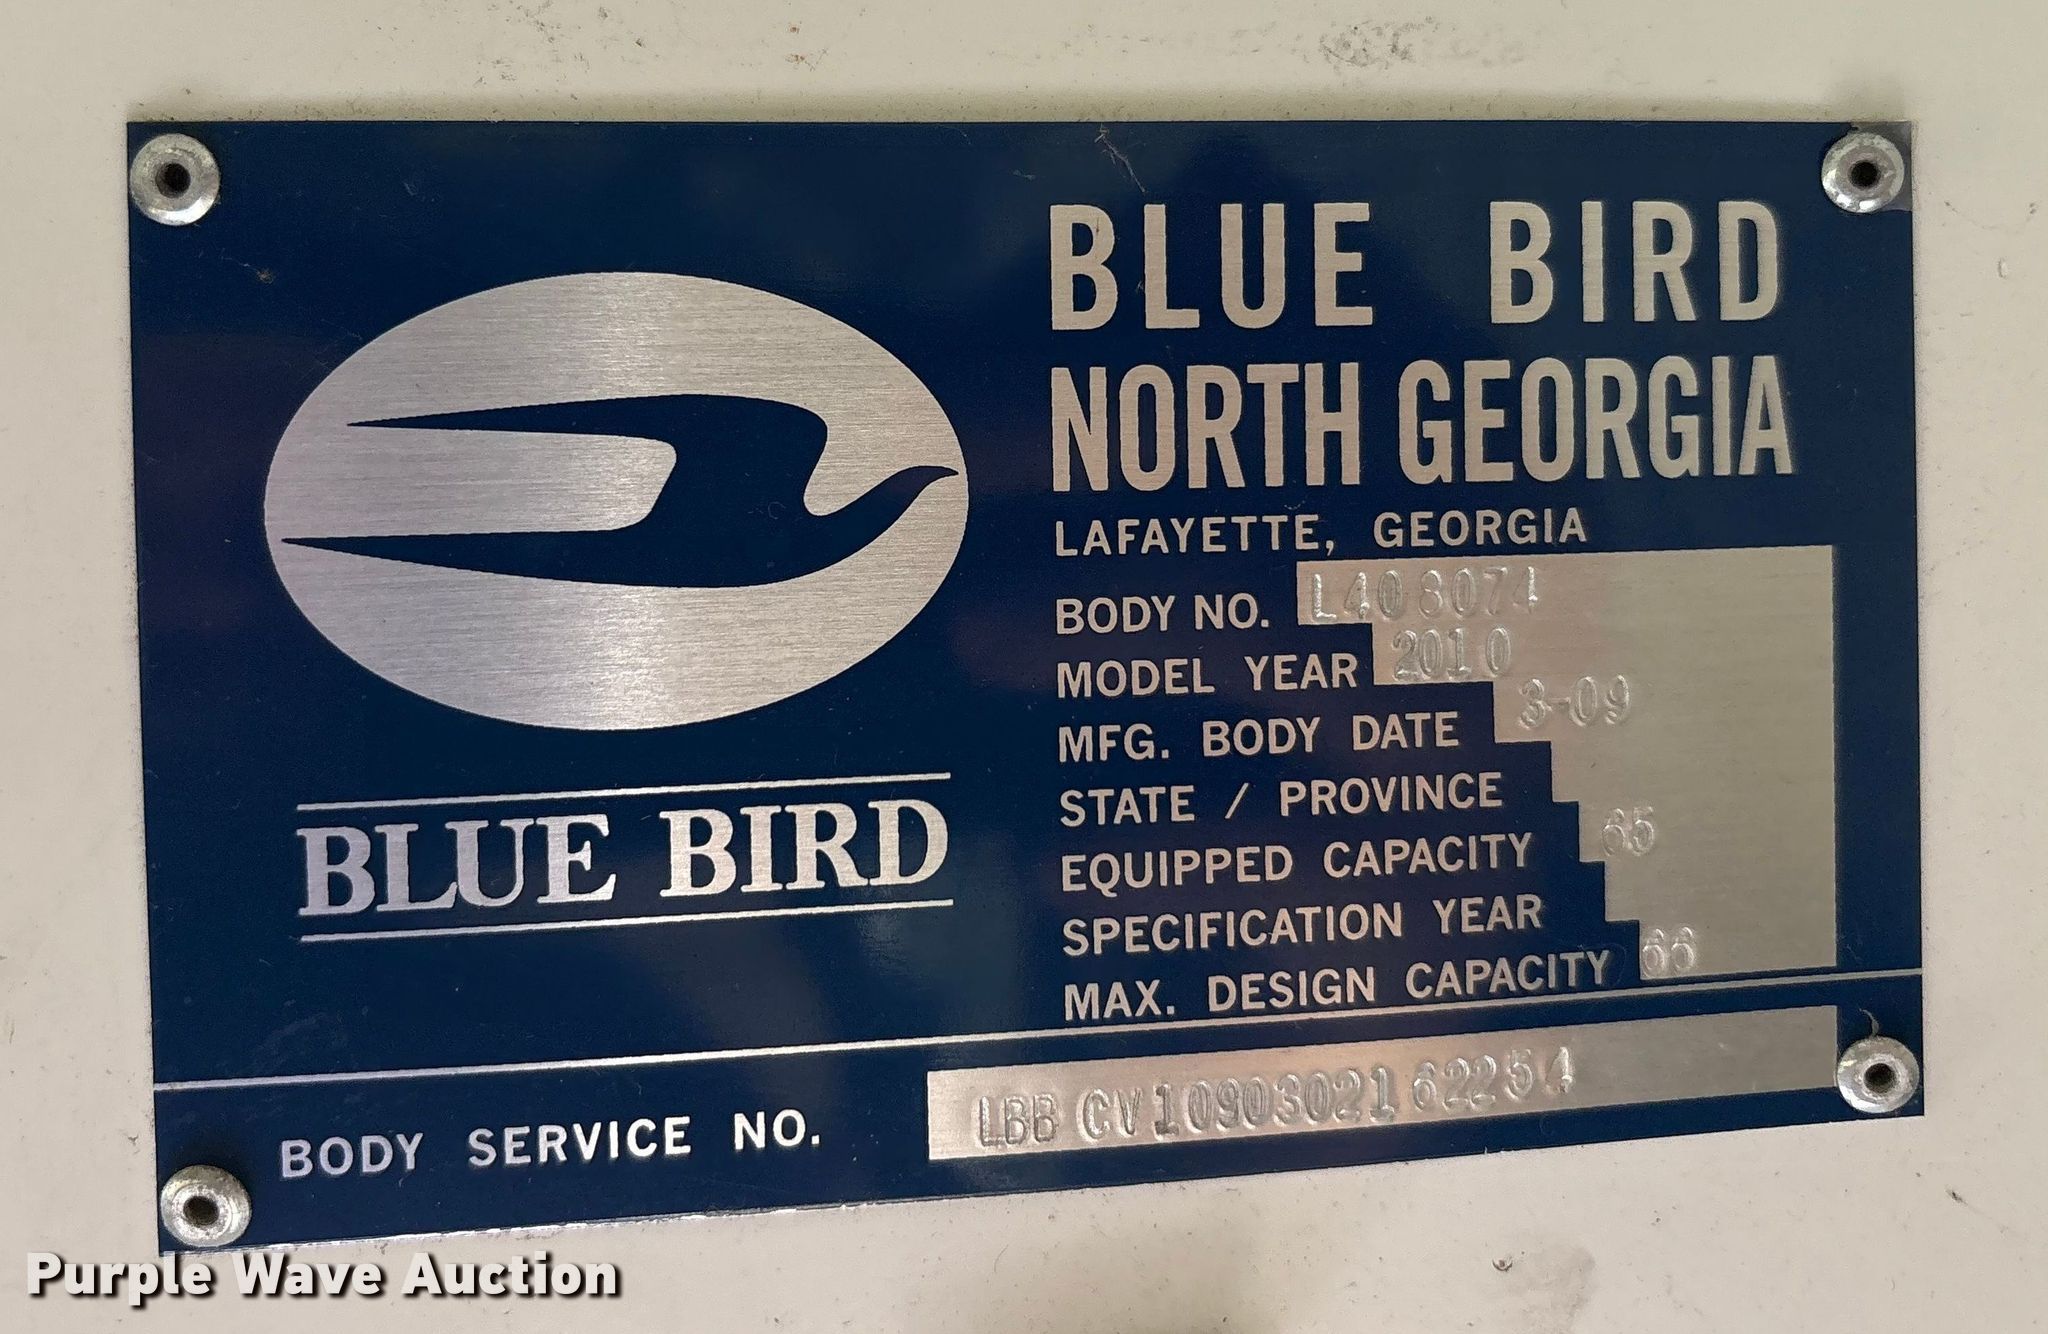 BLUE BIRD
NORTH GEORGIA
LAFAYETTE, GEORGIA
BODY NO. L408074
MODEL YEAR 2010
MFG. BODY DATE 3-09
STATE / PROVINCE
EQUIPPED CAPACITY 65
SPECIFICATION YEAR
MAX. DESIGN CAPACITY 66
BLUE BIRD
BODY SERVICE NO. LBB CV10903021 62254
Purple Wave Auction